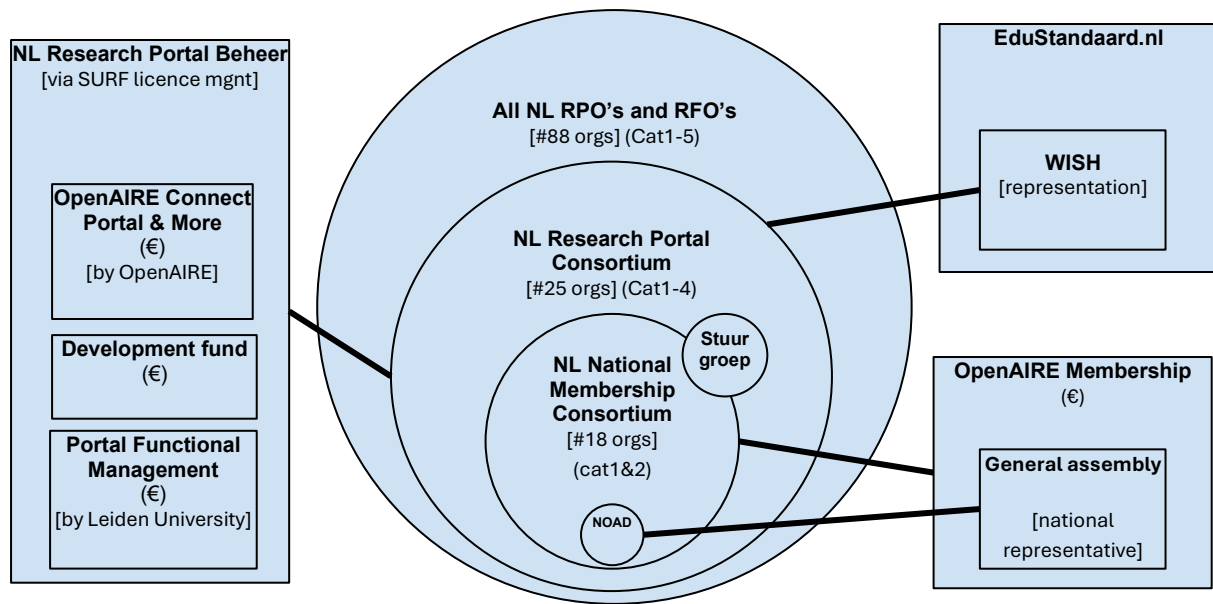 NL Research Portal Beheer
[via SURF licence mgnt]
OpenAIRE Connect
Portal & More
(€)
[by OpenAIRE]
Development fund
(€)
Portal Functional
Management
(€)
[by Leiden University]
All NL RPO’s and RFO’s
[#88 orgs] (Cat1-5)
NL Research Portal
Consortium
[#25 orgs] (Cat1-4)
Stuur
groep
NL National
Membership
Consortium
[#18 orgs]
(cat1&2)
NOAD
EduStandaard.nl
WISH
[representation]
OpenAIRE Membership
(€)
General assembly
[national
representative]